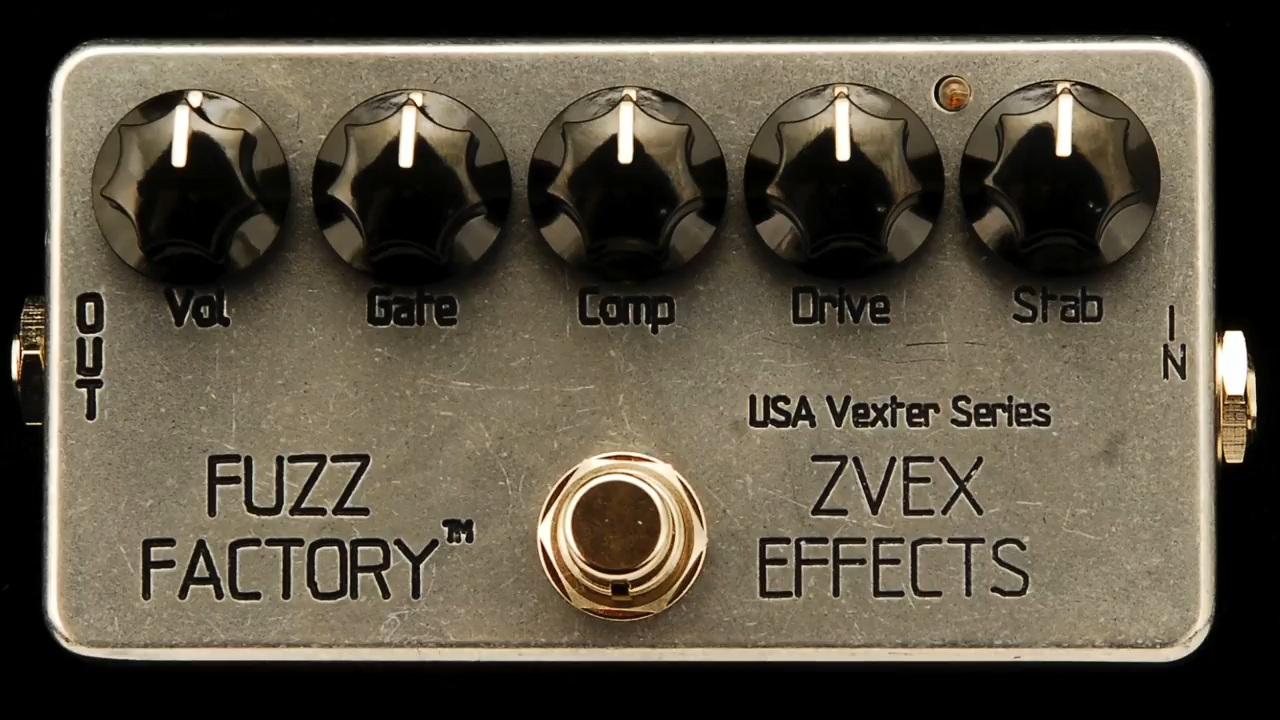 Vol Gate Comp Drive Stab
OUT
IN
USA Vexter Series
FUZZ
FACTORY™
ZVEX
EFFECTS